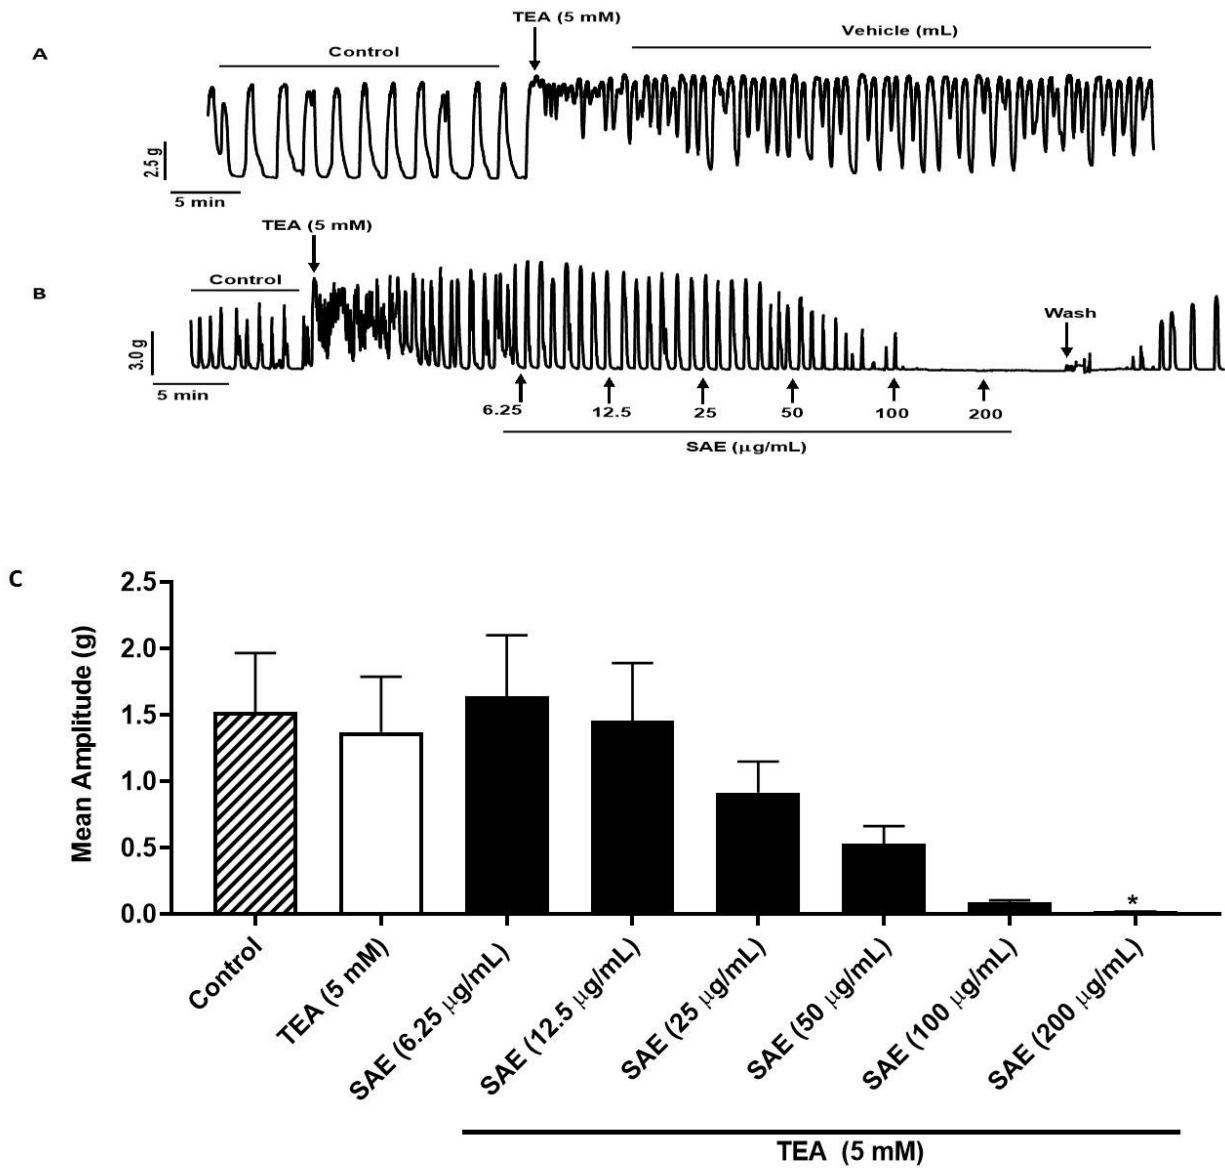 TEA (5 mM)
A
Control
Vehicle (mL)
2.5 g
5 min
TEA (5 mM)
Control
B
Wash
3.0 g
5 min
6.25 12.5 25 50 100 200
SAE (µg/mL)
C
Mean Amplitude (g)
2.5
2.0
1.5
1.0
0.5
0.0
*
Control
TEA (5 mM)
SAE (6.25 µg/mL)
SAE (12.5 µg/mL)
SAE (25 µg/mL)
SAE (50 µg/mL)
SAE (100 µg/mL)
SAE (200 µg/mL)
TEA (5 mM)